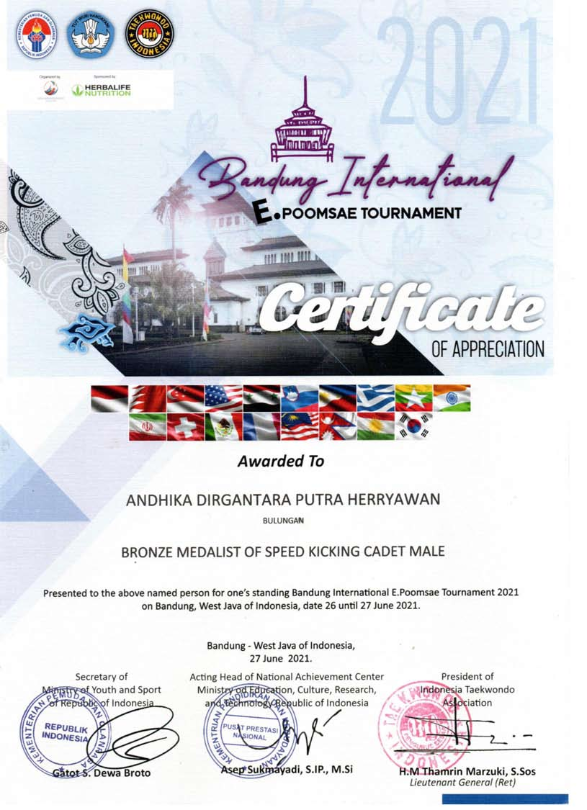 TAEKWONDO
INDONESIA
Organized by
Sponsored by
HERBALIFE
NUTRITION
2021
Bandung International
E.POOMSAE TOURNAMENT
Certificate
OF APPRECIATION
Awarded To
ANDHIKA DIRGANTARA PUTRA HERRYAWAN
BULUNGAN
BRONZE MEDALIST OF SPEED KICKING CADET MALE
Presented to the above named person for one's standing Bandung International E.Poomsae Tournament 2021
on Bandung, West Java of Indonesia, date 26 until 27 June 2021.
Bandung - West Java of Indonesia,
27 June 2021.
Secretary of
Ministry of Youth and Sport
of Republic of Indonesia
REPUBLIK
INDONESIA
Gatot S. Dewa Broto
Acting Head of National Achievement Center
Ministry od Education, Culture, Research,
and Technology Republic of Indonesia
PUSAT PRESTASI
NASIONAL
Asep Sukmayadi, S.IP., M.Si
President of
Indonesia Taekwondo
Association
H.M Thamrin Marzuki, S.Sos
Lieutenant General (Ret)